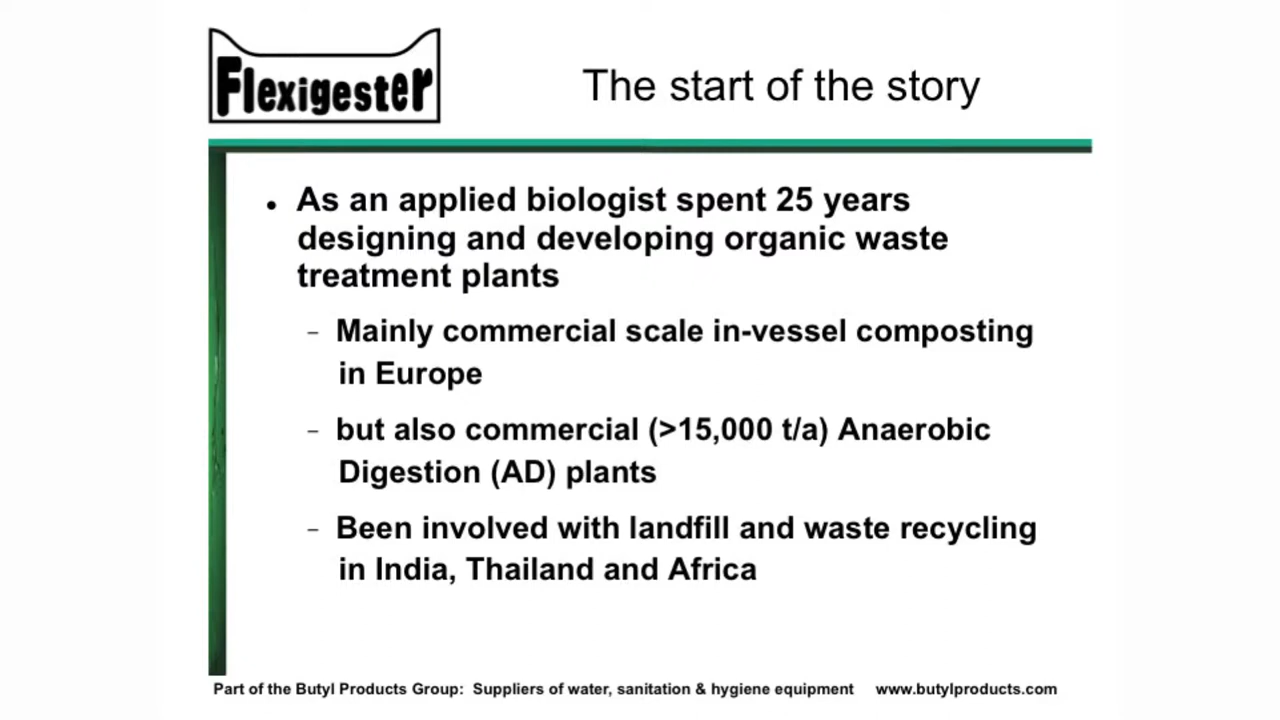 Flexigester
The start of the story
• As an applied biologist spent 25 years
designing and developing organic waste
treatment plants
– Mainly commercial scale in-vessel composting
in Europe
– but also commercial (>15,000 t/a) Anaerobic
Digestion (AD) plants
– Been involved with landfill and waste recycling
in India, Thailand and Africa
Part of the Butyl Products Group: Suppliers of water, sanitation & hygiene equipment www.butylproducts.com